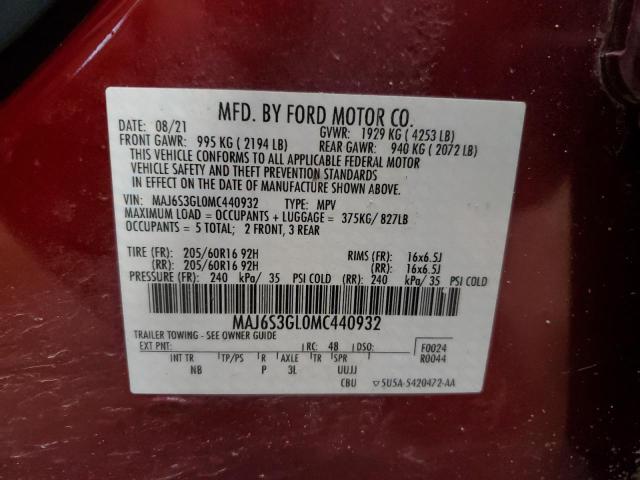 MFD. BY FORD MOTOR CO.
DATE: 08/21 GVWR: 1929 KG ( 4253 LB)
FRONT GAWR: 995 KG ( 2194 LB) REAR GAWR: 940 KG ( 2072 LB)
THIS VEHICLE CONFORMS TO ALL APPLICABLE FEDERAL MOTOR
VEHICLE SAFETY AND THEFT PREVENTION STANDARDS
IN EFFECT ON THE DATE OF MANUFACTURE SHOWN ABOVE.
VIN: MAJ6S3GL0MC440932 TYPE: MPV
MAXIMUM LOAD = OCCUPANTS + LUGGAGE = 375KG/ 827LB
OCCUPANTS = 5 TOTAL; 2 FRONT, 3 REAR
TIRE (FR): 205/60R16 92H RIMS (FR): 16x6.5J
(RR): 205/60R16 92H (RR): 16x6.5J
PRESSURE (FR): 240 kPa/ 35 PSI COLD (RR): 240 kPa/ 35 PSI COLD
MAJ6S3GL0MC440932
TRAILER TOWING - SEE OWNER GUIDE
EXT PNT: RC: 48 DSO: F0024
R0044
INT TR TP/PS R AXLE TR SPR
NB P 3L UUJJ
CBU ▽5U5A-S420472-AA